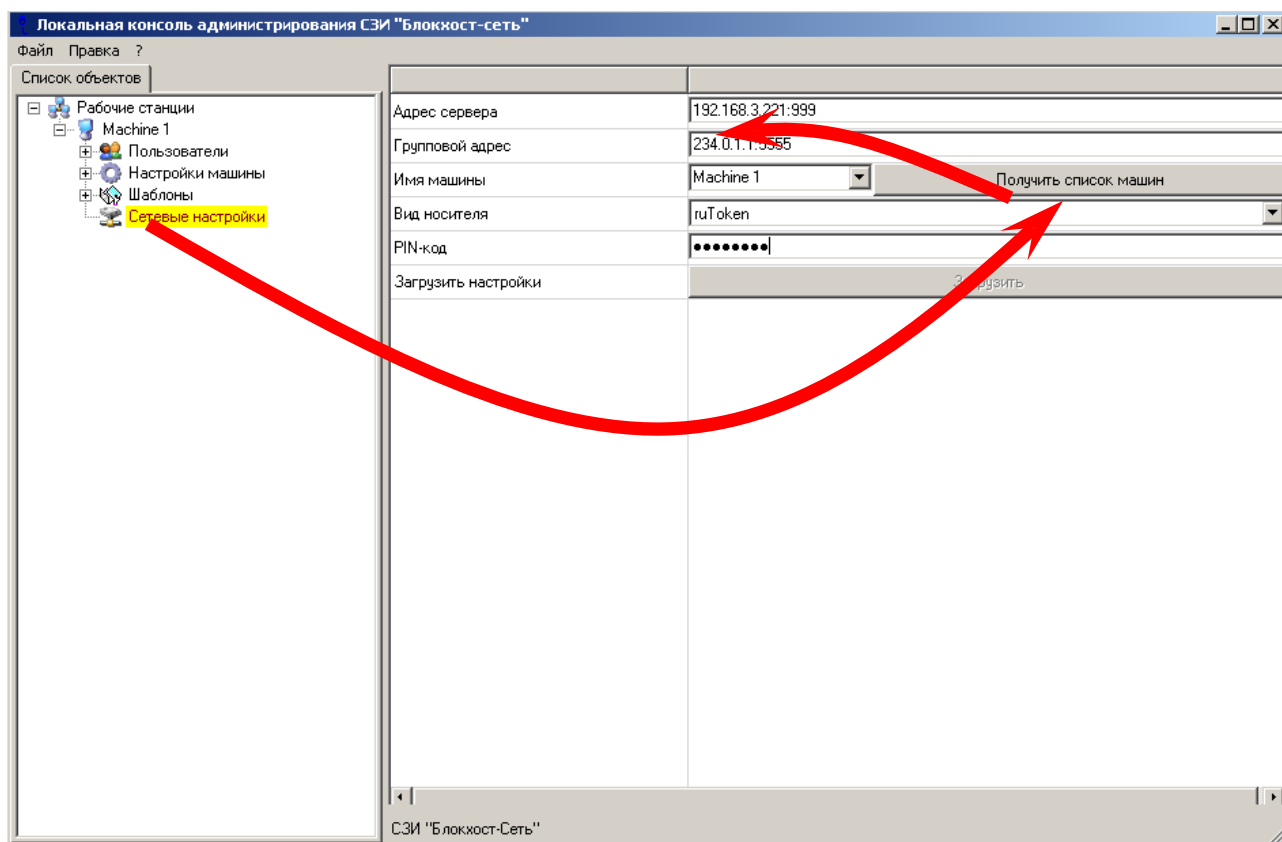 Локальная консоль администрирования СЗИ "Блокхост-сеть"
Файл Правка ?
Список объектов
Рабочие станции
Machine 1
Пользователи
Настройки машины
Шаблоны
Сетевые настройки
Адрес сервера 192.168.3.221:999
Групповой адрес 234.0.1.1:5555
Имя машины Machine 1 Получить список машин
Вид носителя ruToken
PIN-код ●●●●●●●●
Загрузить настройки Загрузить
СЗИ "Блокхост-Сеть"